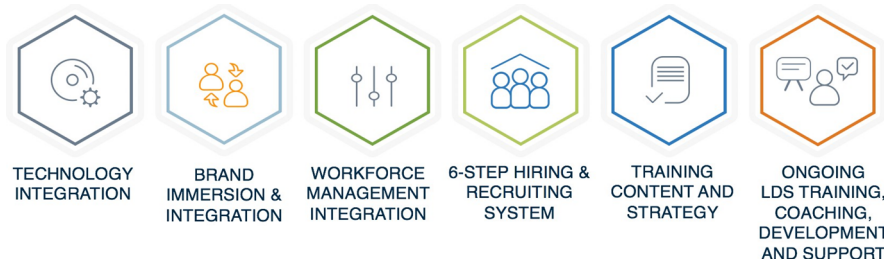 TECHNOLOGY
INTEGRATION
BRAND
IMMERSION &
INTEGRATION
WORKFORCE
MANAGEMENT
INTEGRATION
6-STEP HIRING &
RECRUITING
SYSTEM
TRAINING
CONTENT AND
STRATEGY
ONGOING
LDS TRAINING,
COACHING,
DEVELOPMENT
AND SUPPORT